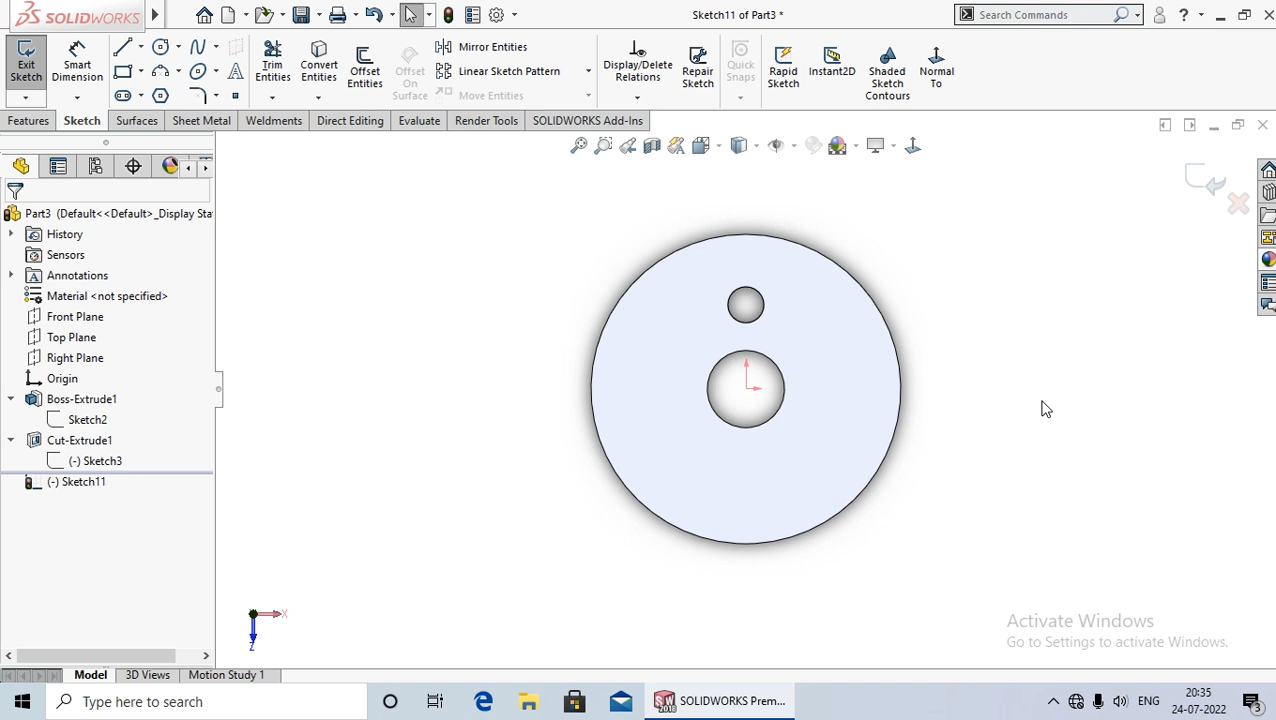 SOLIDWORKS
Sketch11 of Part3 *
Search Commands
?
Exit Sketch
Smart Dimension
Trim Entities
Convert Entities
Offset Entities
Offset On Surface
Mirror Entities
Linear Sketch Pattern
Move Entities
Display/Delete Relations
Repair Sketch
Quick Snaps
Rapid Sketch
Instant2D
Shaded Sketch Contours
Normal To
Features
Sketch
Surfaces
Sheet Metal
Weldments
Direct Editing
Evaluate
Render Tools
SOLIDWORKS Add-Ins
Part3 (Default<<Default>_Display Sta
History
Sensors
Annotations
Material <not specified>
Front Plane
Top Plane
Right Plane
Origin
Boss-Extrude1
Sketch2
Cut-Extrude1
(-) Sketch3
(-) Sketch11
X
Z
Activate Windows
Go to Settings to activate Windows.
Model
3D Views
Motion Study 1
Type here to search
SW 2018
SOLIDWORKS Prem...
ENG
20:35
24-07-2022
3